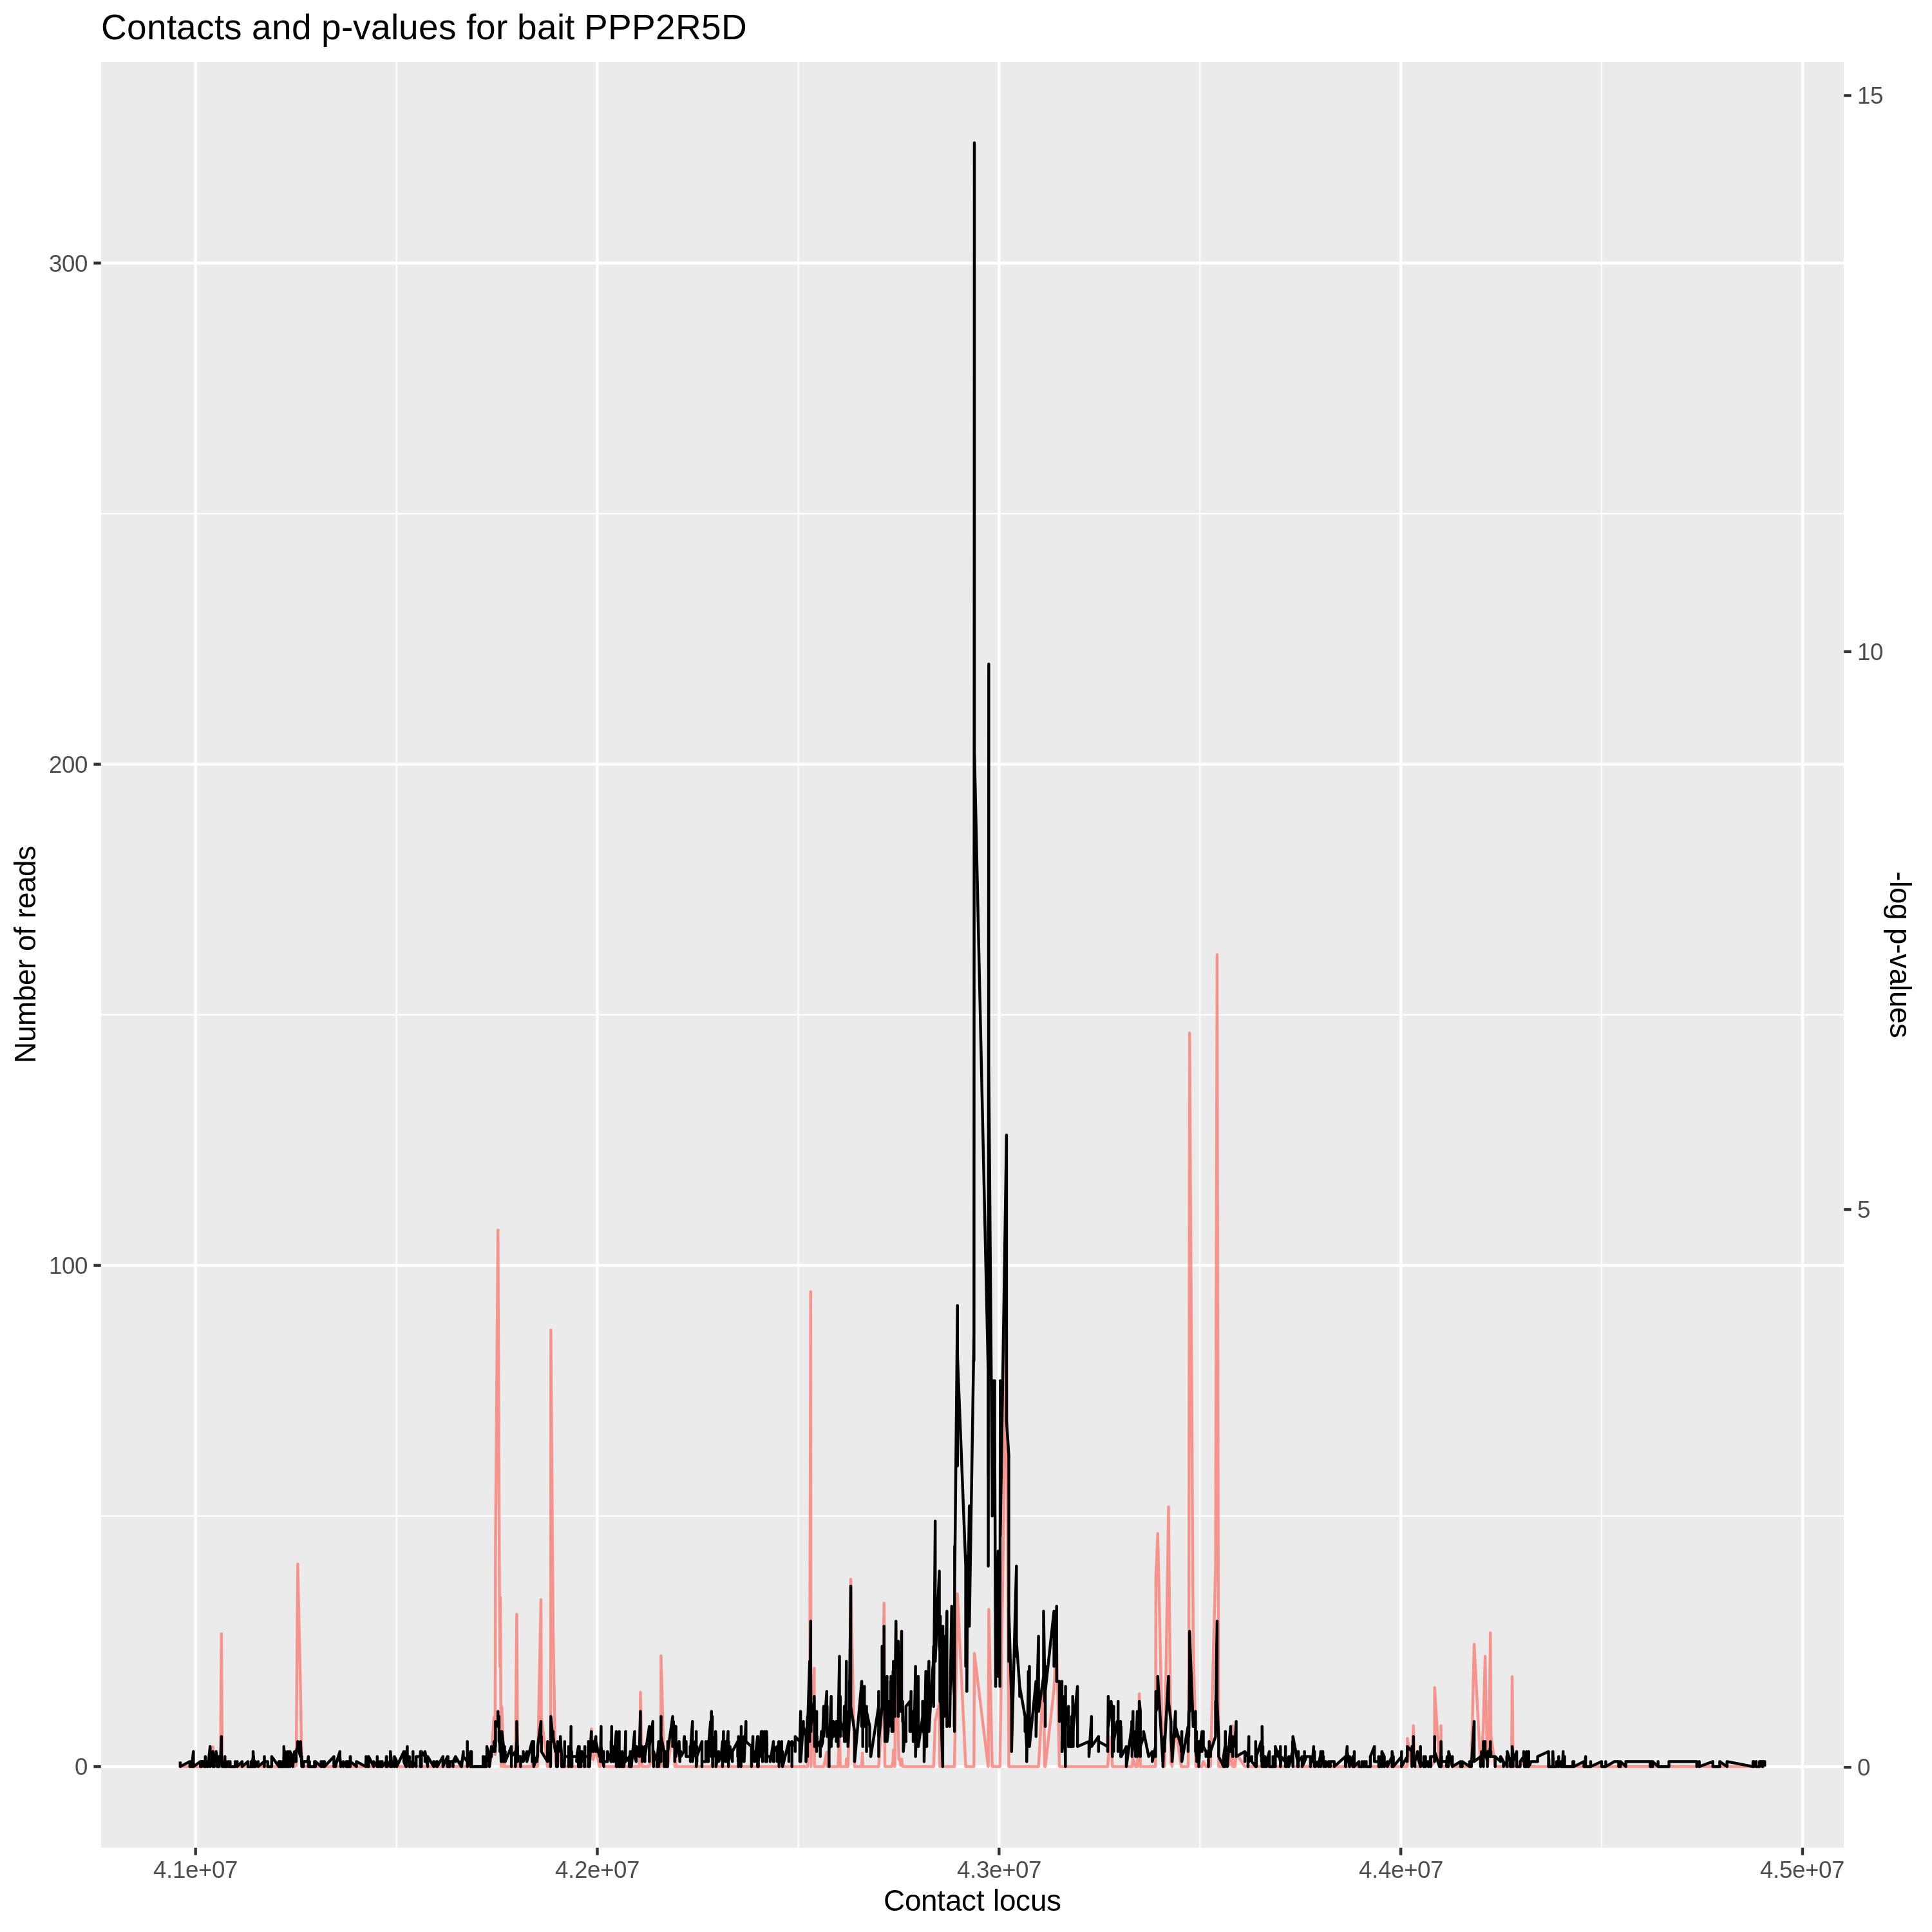 Contacts and p-values for bait PPP2R5D
Number of reads
300
200
100
0
15
10
5
0
-log p-values
4.1e+07
4.2e+07
4.3e+07
4.4e+07
4.5e+07
Contact locus